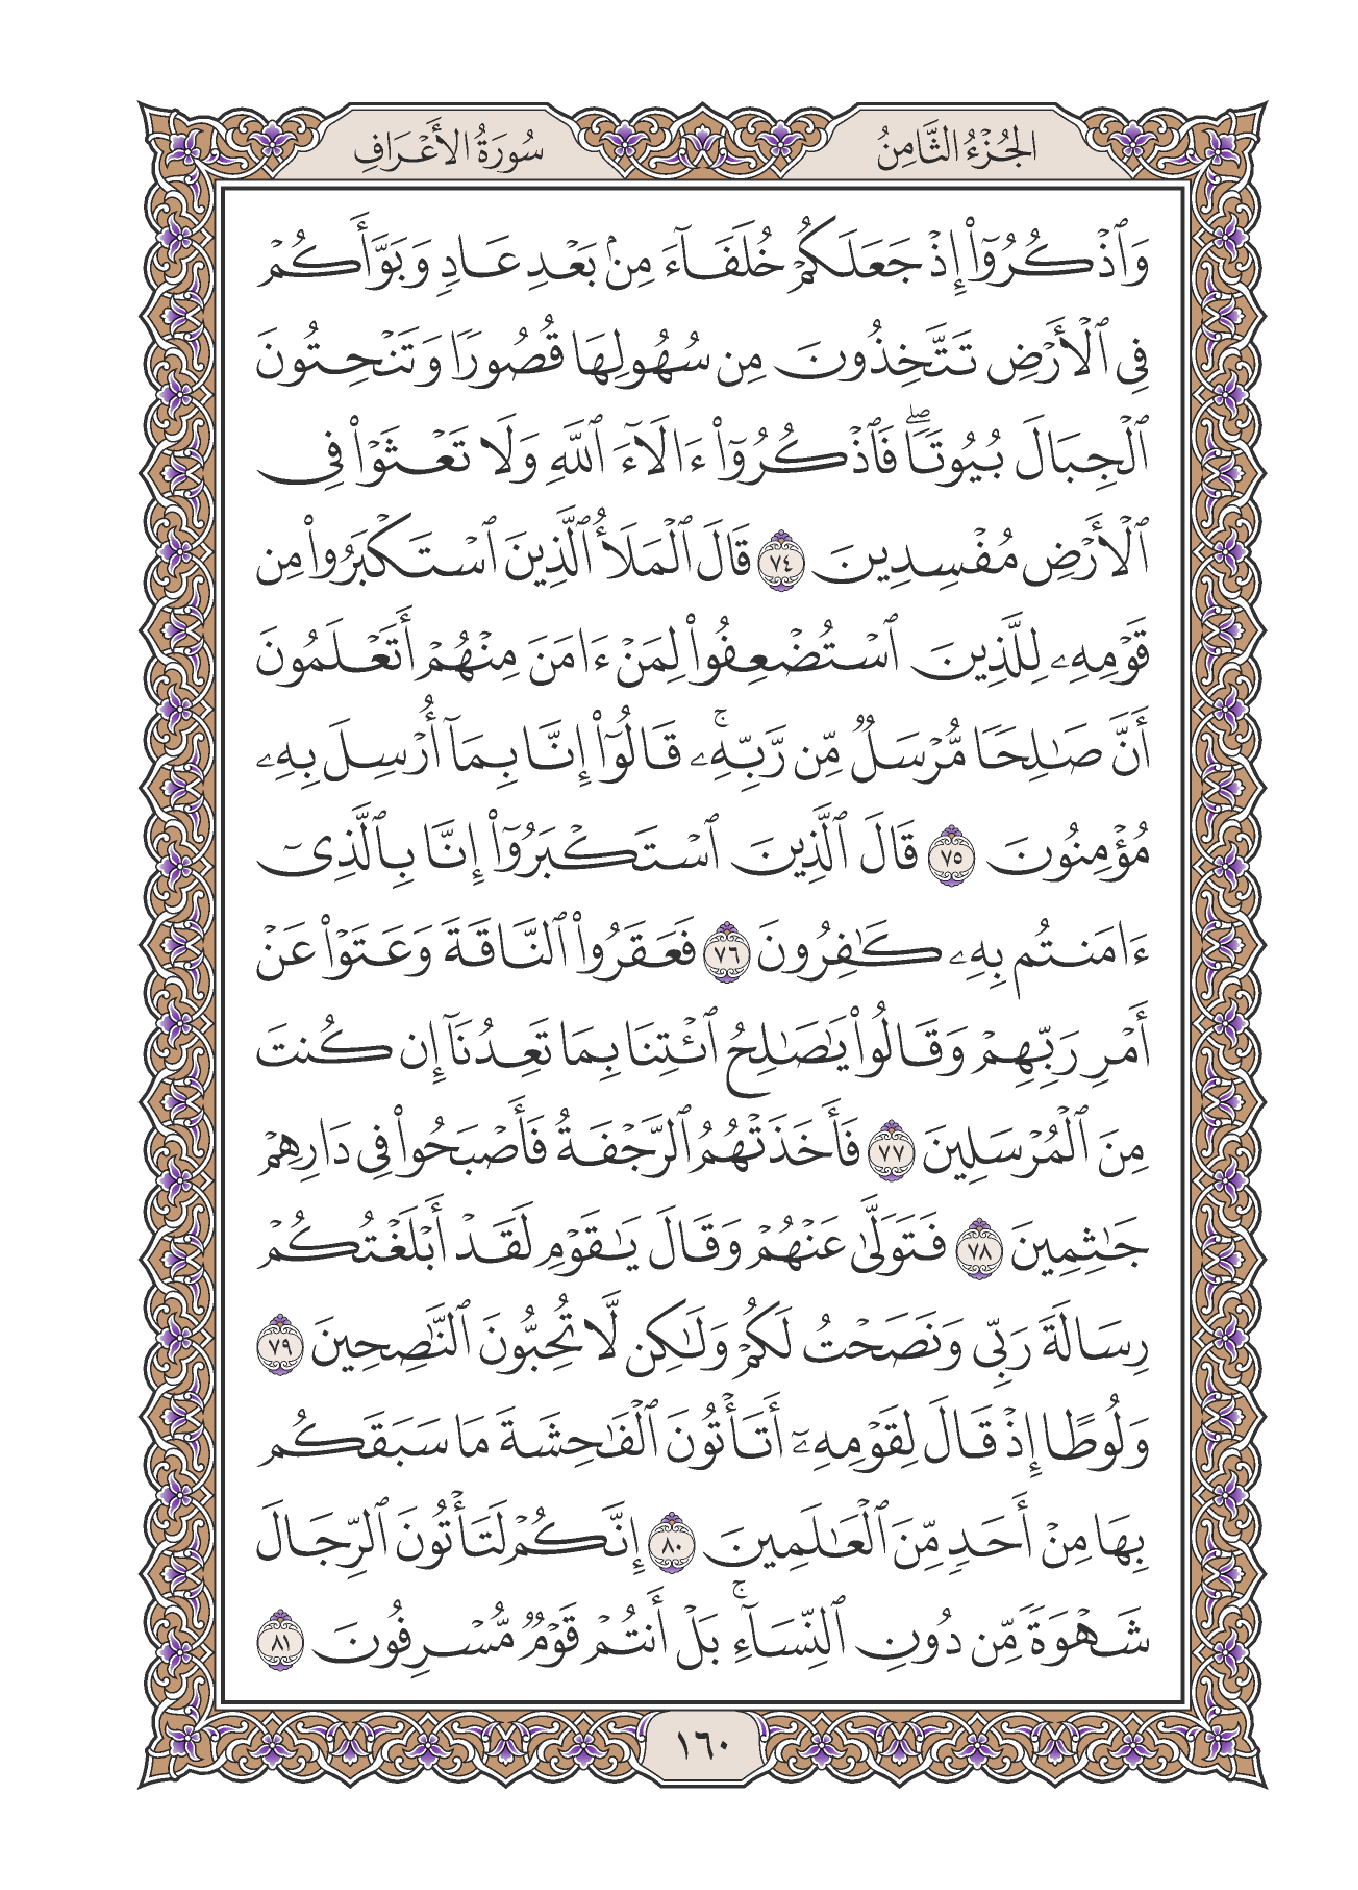 الجُزْءُ الثَّامِنُ
سُورَةُ الأَعْرَافِ
وَٱذْكُرُوٓا۟ إِذْ جَعَلَكُمْ خُلَفَآءَ مِنۢ بَعْدِ عَادٍ وَبَوَّأَكُمْ
فِى ٱلْأَرْضِ تَتَّخِذُونَ مِن سُهُولِهَا قُصُورًا وَتَنْحِتُونَ
ٱلْجِبَالَ بُيُوتًا ۖ فَٱذْكُرُوٓا۟ ءَالَآءَ ٱللَّهِ وَلَا تَعْثَوْا۟ فِى
ٱلْأَرْضِ مُفْسِدِينَ ٧٤ قَالَ ٱلْمَلَأُ ٱلَّذِينَ ٱسْتَكْبَرُوا۟ مِن
قَوْمِهِۦ لِلَّذِينَ ٱسْتُضْعِفُوا۟ لِمَنْ ءَامَنَ مِنْهُمْ أَتَعْلَمُونَ
أَنَّ صَـٰلِحًا مُّرْسَلٌ مِّن رَّبِّهِۦ ۚ قَالُوٓا۟ إِنَّا بِمَآ أُرْسِلَ بِهِۦ
مُؤْمِنُونَ ٧٥ قَالَ ٱلَّذِينَ ٱسْتَكْبَرُوٓا۟ إِنَّا بِٱلَّذِىٓ
ءَامَنتُم بِهِۦ كَـٰفِرُونَ ٧٦ فَعَقَرُوا۟ ٱلنَّاقَةَ وَعَتَوْا۟ عَنْ
أَمْرِ رَبِّهِمْ وَقَالُوا۟ يَـٰصَـٰلِحُ ٱئْتِنَا بِمَا تَعِدُنَآ إِن كُنتَ
مِنَ ٱلْمُرْسَلِينَ ٧٧ فَأَخَذَتْهُمُ ٱلرَّجْفَةُ فَأَصْبَحُوا۟ فِى دَارِهِمْ
جَـٰثِمِينَ ٧٨ فَتَوَلَّىٰ عَنْهُمْ وَقَالَ يَـٰقَوْمِ لَقَدْ أَبْلَغْتُكُمْ
رِسَالَةَ رَبِّى وَنَصَحْتُ لَكُمْ وَلَـٰكِن لَّا تُحِبُّونَ ٱلنَّـٰصِحِينَ ٧٩
وَلُوطًا إِذْ قَالَ لِقَوْمِهِۦٓ أَتَأْتُونَ ٱلْفَـٰحِشَةَ مَا سَبَقَكُم
بِهَا مِنْ أَحَدٍ مِّنَ ٱلْعَـٰلَمِينَ ٨٠ إِنَّكُمْ لَتَأْتُونَ ٱلرِّجَالَ
شَهْوَةً مِّن دُونِ ٱلنِّسَآءِ ۚ بَلْ أَنتُمْ قَوْمٌ مُّسْرِفُونَ ٨١
١٦٠